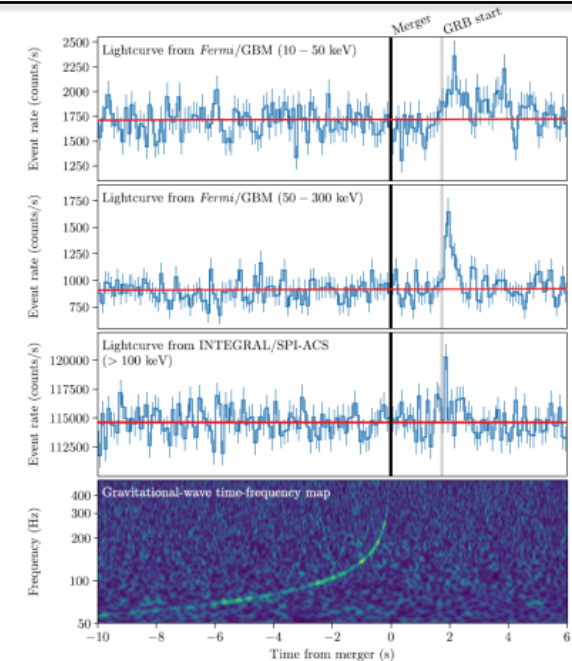 Merger
GRB start
Lightcurve from Fermi/GBM (10 − 50 keV)
Event rate (counts/s)
2500
2250
2000
1750
1500
1250
Lightcurve from Fermi/GBM (50 − 300 keV)
Event rate (counts/s)
1750
1500
1250
1000
750
Lightcurve from INTEGRAL/SPI-ACS
(> 100 keV)
Event rate (counts/s)
120000
117500
115000
112500
Gravitational-wave time-frequency map
Frequency (Hz)
400
300
200
100
50
−10 −8 −6 −4 −2 0 2 4 6
Time from merger (s)